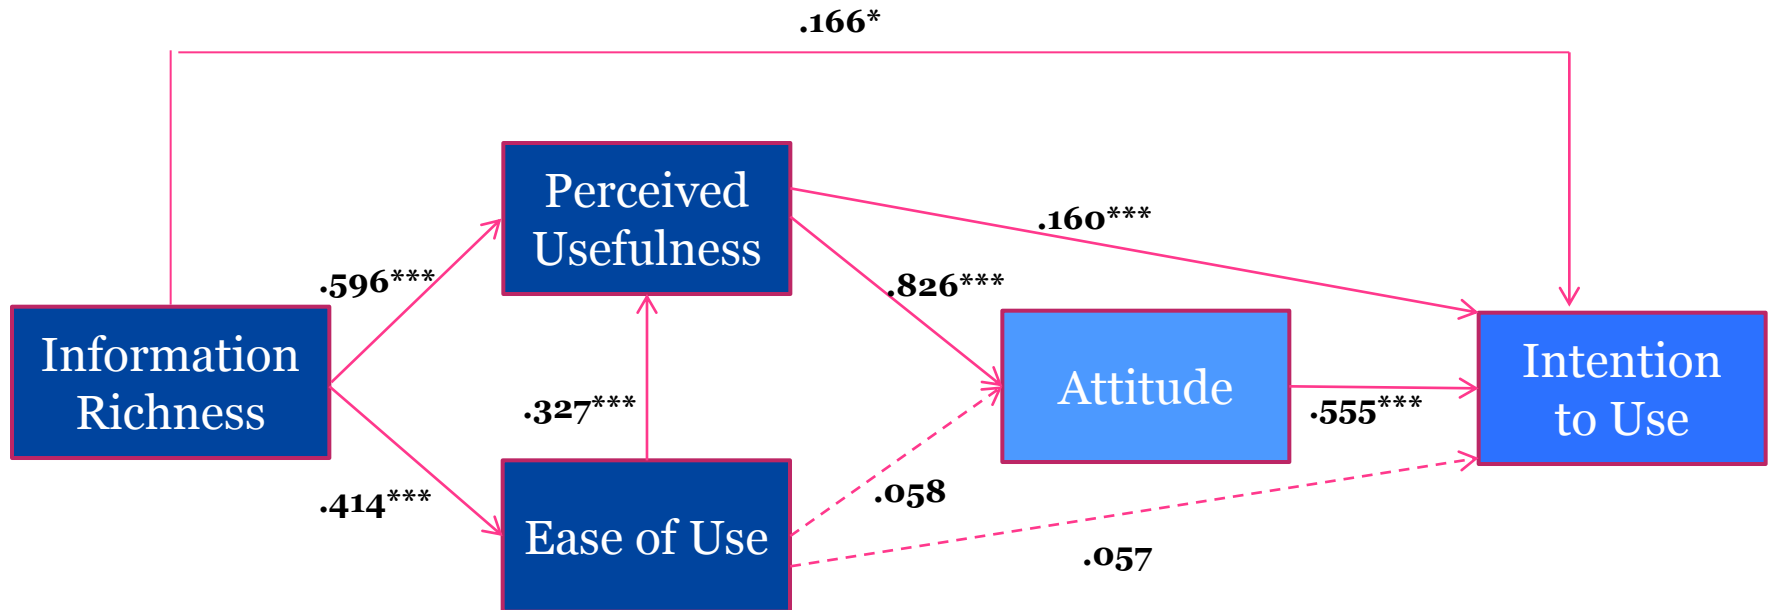 .166*
Perceived
Usefulness
.160***
.596***
.826***
Information
Richness
Attitude
Intention
to Use
.327***
.555***
.414***
.058
Ease of Use
.057